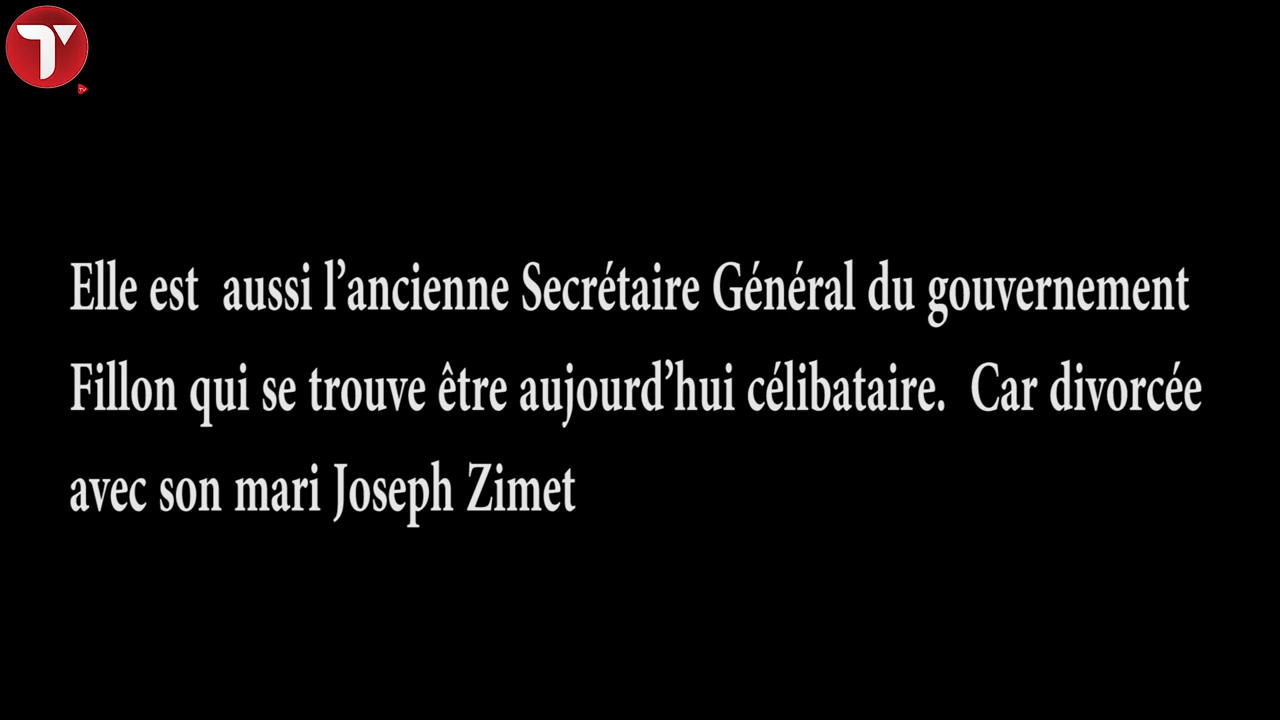 TV
Elle est  aussi l’ancienne Secrétaire Général du gouvernement
Fillon qui se trouve être aujourd’hui célibataire.  Car divorcée
avec son mari Joseph Zimet